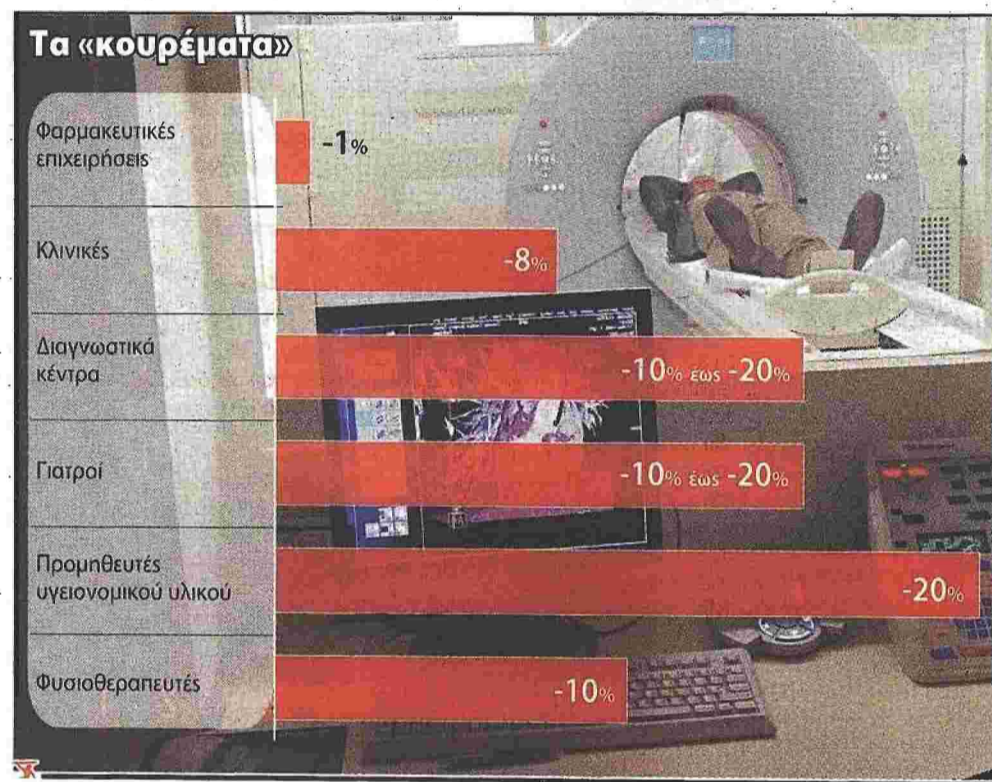 Τα «κουρέματα»
Φαρμακευτικές
επιχειρήσεις
-1%
Κλινικές
-8%
Διαγνωστικά
κέντρα
-10% έως -20%
Γιατροί
-10% έως -20%
Προμηθευτές
υγειονομικού υλικού
-20%
Φυσιοθεραπευτές
-10%